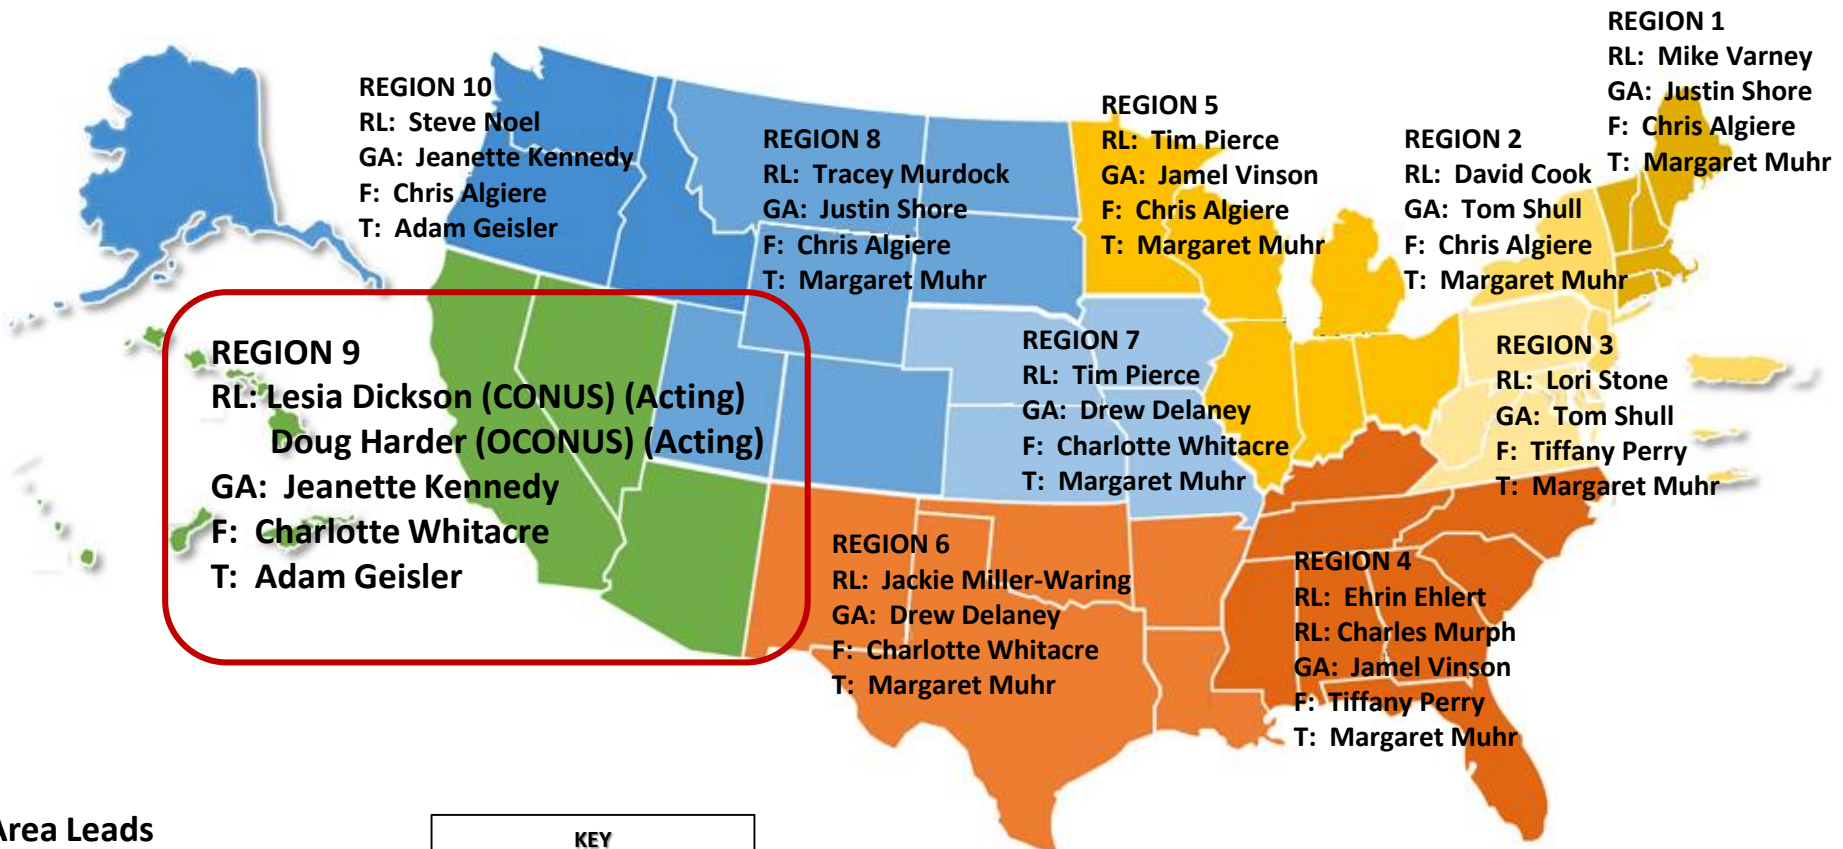 REGION 1
RL: Mike Varney
GA: Justin Shore
F: Chris Algiere
T: Margaret Muhr
REGION 10
RL: Steve Noel
GA: Jeanette Kennedy
F: Chris Algiere
T: Adam Geisler
REGION 8
RL: Tracey Murdock
GA: Justin Shore
F: Chris Algiere
T: Margaret Muhr
REGION 5
RL: Tim Pierce
GA: Jamel Vinson
F: Chris Algiere
T: Margaret Muhr
REGION 2
RL: David Cook
GA: Tom Shull
F: Chris Algiere
T: Margaret Muhr
REGION 9
RL: Lesia Dickson (CONUS) (Acting)
Doug Harder (OCONUS) (Acting)
GA: Jeanette Kennedy
F: Charlotte Whitacre
T: Adam Geisler
REGION 7
RL: Tim Pierce
GA: Drew Delaney
F: Charlotte Whitacre
T: Margaret Muhr
REGION 3
RL: Lori Stone
GA: Tom Shull
F: Tiffany Perry
T: Margaret Muhr
REGION 6
RL: Jackie Miller-Waring
GA: Drew Delaney
F: Charlotte Whitacre
T: Margaret Muhr
REGION 4
RL: Ehrin Ehlert
RL: Charles Murph
GA: Jamel Vinson
F: Tiffany Perry
T: Margaret Muhr
Area Leads
KEY